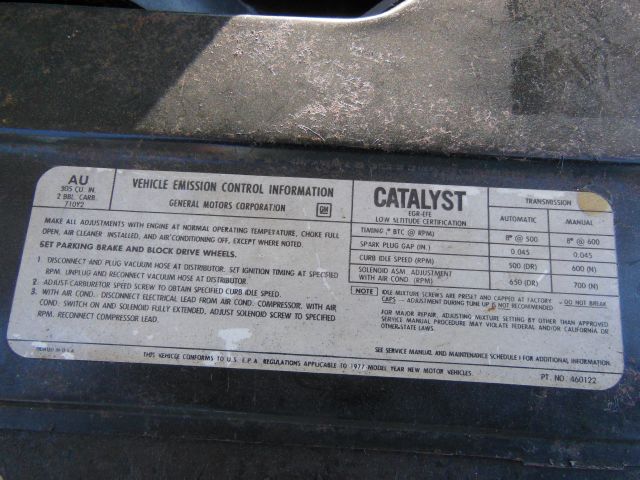 AU
305 CU. IN.
2 BBL. CARB.
710Y2
VEHICLE EMISSION CONTROL INFORMATION
GENERAL MOTORS CORPORATION GM
MAKE ALL ADJUSTMENTS WITH ENGINE AT NORMAL OPERATING TEMPERATURE, CHOKE FULL
OPEN, AIR CLEANER INSTALLED, AND AIR CONDITIONING OFF, EXCEPT WHERE NOTED.
SET PARKING BRAKE AND BLOCK DRIVE WHEELS.
1. DISCONNECT AND PLUG VACUUM HOSE AT DISTRIBUTOR. SET IGNITION TIMING AT SPECIFIED
RPM. UNPLUG AND RECONNECT VACUUM HOSE AT DISTRIBUTOR.
2. ADJUST CARBURETOR SPEED SCREW TO OBTAIN SPECIFIED CURB IDLE SPEED.
3. WITH AIR COND. DISCONNECT ELECTRICAL LEAD FROM AIR COND. COMPRESSOR. WITH AIR
COND. SWITCH ON AND SOLENOID FULLY EXTENDED, ADJUST SOLENOID SCREW TO SPECIFIED
RPM. RECONNECT COMPRESSOR LEAD.
CATALYST
EGR-EFE
LOW ALTITUDE CERTIFICATION
TRANSMISSION
AUTOMATIC MANUAL
TIMING (° BTC @ RPM) 8° @ 500 8° @ 600
SPARK PLUG GAP (IN.) 0.045 0.045
CURB IDLE SPEED (RPM) 500 (DR) 600 (N)
SOLENOID ASM. ADJUSTMENT
WITH AIR COND (RPM) 650 (DR) 700 (N)
NOTE IDLE MIXTURE SCREWS ARE PRESET AND CAPPED AT FACTORY - DO NOT BREAK
CAPS - ADJUSTMENT DURING TUNE UP IS NOT RECOMMENDED
FOR MAJOR REPAIR, ADJUSTING MIXTURE SETTING BY OTHER THAN APPROVED
SERVICE MANUAL PROCEDURE MAY VIOLATE FEDERAL AND/OR CALIFORNIA OR
OTHER STATE LAWS
SEE SERVICE MANUAL AND MAINTENANCE SCHEDULE FOR ADDITIONAL INFORMATION.
THIS VEHICLE CONFORMS TO U.S. E.P.A. REGULATIONS APPLICABLE TO 1977 MODEL YEAR NEW MOTOR VEHICLES.
PT. NO. 460122